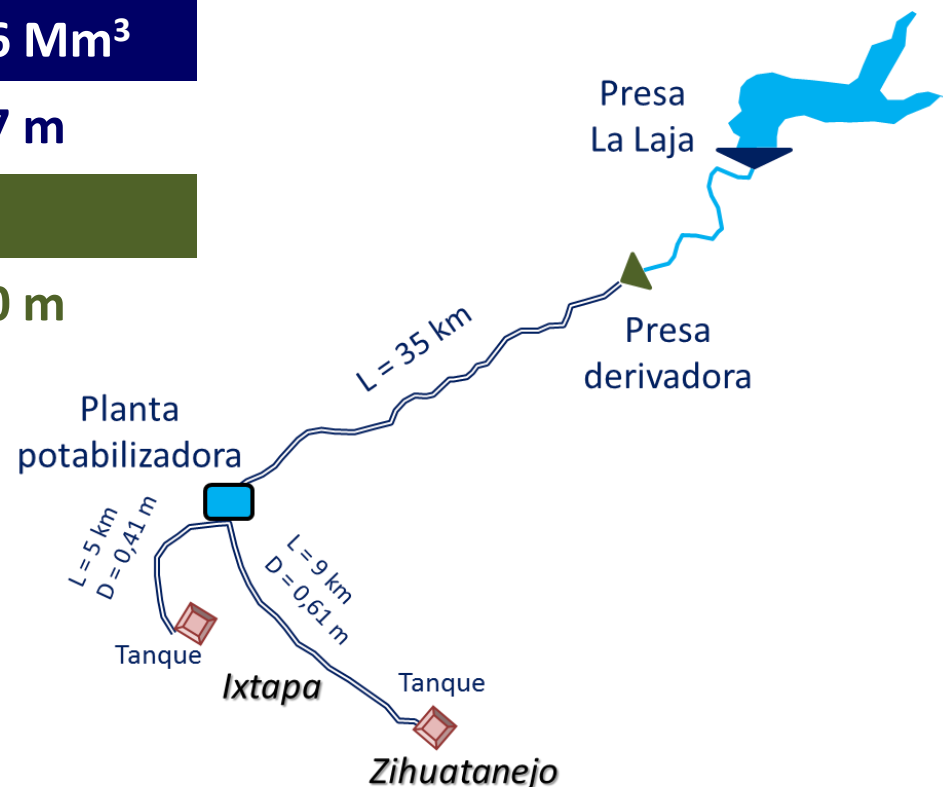 6 Mm³
7 m
0 m
Presa
La Laja
Presa
derivadora
L = 35 km
Planta
potabilizadora
L = 5 km
D = 0,41 m
L = 9 km
D = 0,61 m
Tanque
Ixtapa
Tanque
Zihuatanejo